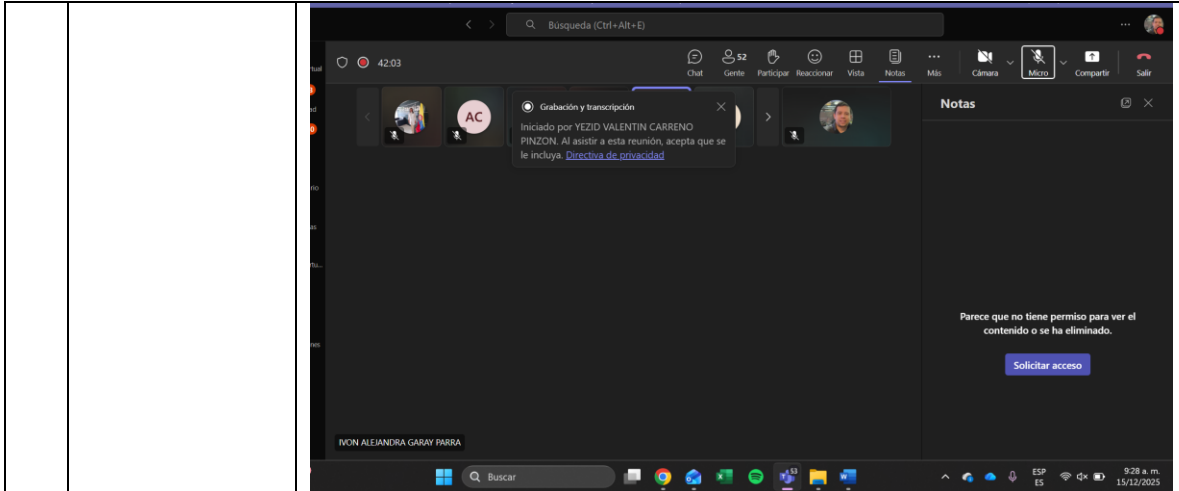 Búsqueda (Ctrl+Alt+E)
42:03
Chat
52
Gente
Participar
Reaccionar
Vista
Notas
Más
Cámara
Micro
Compartir
Salir
AC
Grabación y transcripción
Iniciado por YEZID VALENTIN CARRENO
PINZON. Al asistir a esta reunión, acepta que se
le incluya. Directiva de privacidad
Notas
Parece que no tiene permiso para ver el
contenido o se ha eliminado.
Solicitar acceso
IVON ALEJANDRA GARAY PARRA
Buscar
53
ESP
ES
9:28 a. m.
15/12/2025